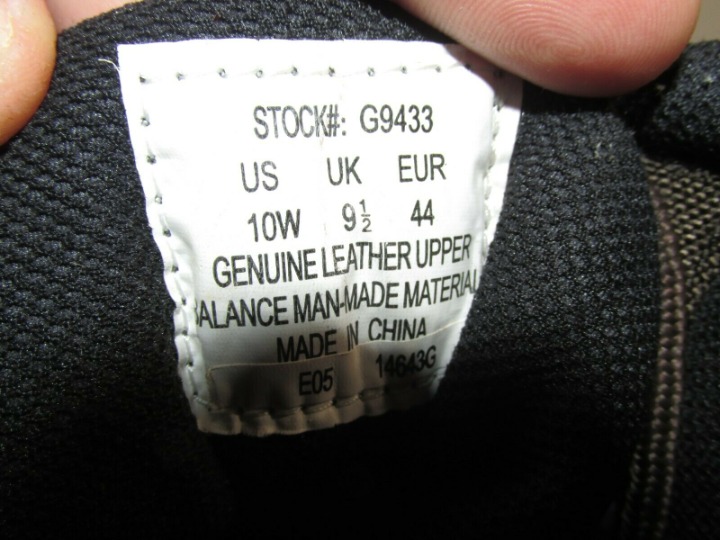 STOCK#: G9433
US UK EUR
10W 9½ 44
GENUINE LEATHER UPPER
BALANCE MAN-MADE MATERIAL
MADE IN CHINA
E05 14643G